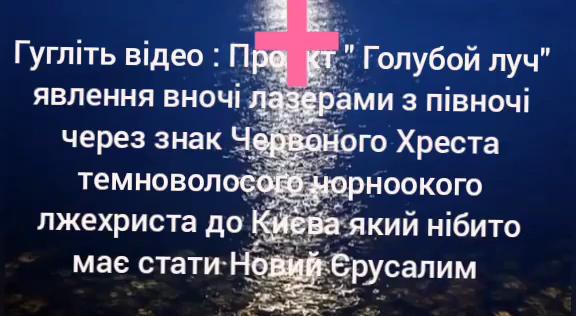 Гугліть відео : Проект " Голубой луч"
явлення вночі лазерами з півночі
через знак Червоного Хреста
темноволосого чорноокого
лжехриста до Києва який нібито
має стати Новий Єрусалим